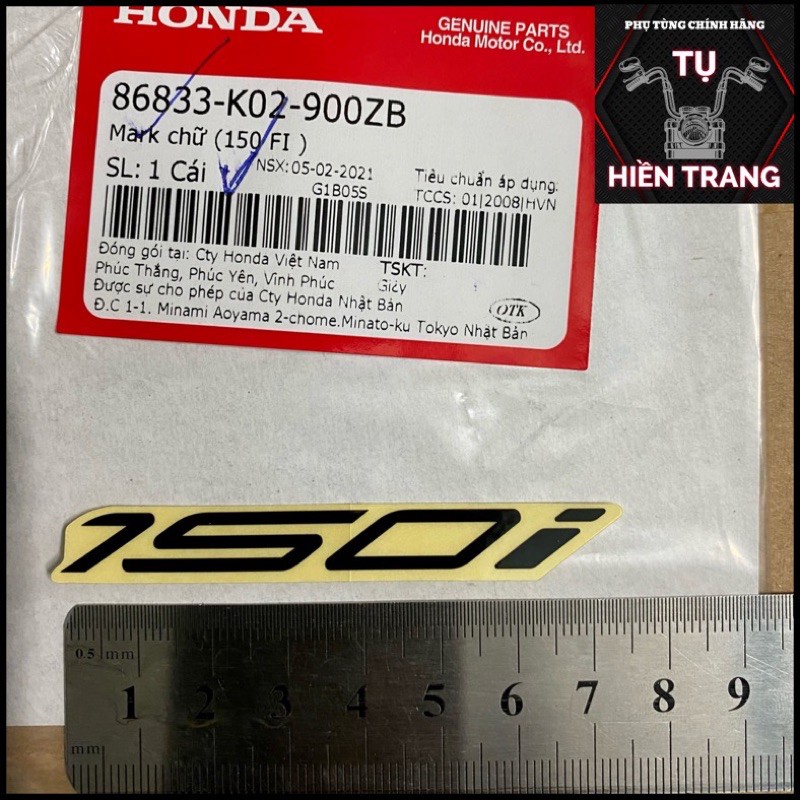 HONDA
GENUINE PARTS
Honda Motor Co., Ltd.
PHỤ TÙNG CHÍNH HÃNG
TỤ
HIỀN TRANG
86833-K02-900ZB
Mark chữ (150 FI )
SL: 1 Cái
NSX: 05-02-2021
G1B05S
Tiêu chuẩn áp dụng:
TCCS: 01|2008|HVN
Đóng gói tại: Cty Honda Việt Nam
Phúc Thắng, Phúc Yên, Vĩnh Phúc
TSKT:
Giấy
Được sự cho phép của Cty Honda Nhật Bản
Đ.C 1-1. Minami Aoyama 2-chome.Minato-ku Tokyo Nhật Bản
OTK
150i
0.5 mm
1 2 3 4 5 6 7 8 9
mm